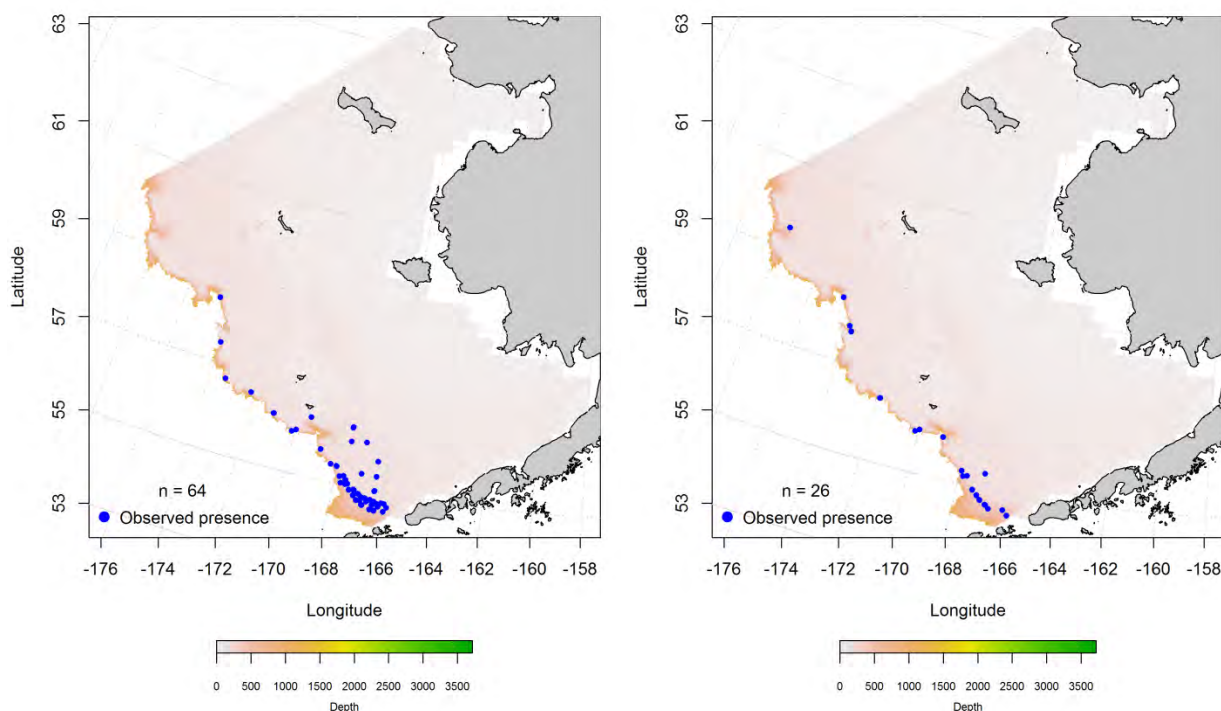 63
61
59
57
55
53
Latitude
n = 64
Observed presence
-176 -174 -172 -170 -168 -166 -164 -162 -160 -158
Longitude
0 500 1000 1500 2000 2500 3000 3500
Depth
63
61
59
57
55
53
Latitude
n = 26
Observed presence
-176 -174 -172 -170 -168 -166 -164 -162 -160 -158
Longitude
0 500 1000 1500 2000 2500 3000 3500
Depth